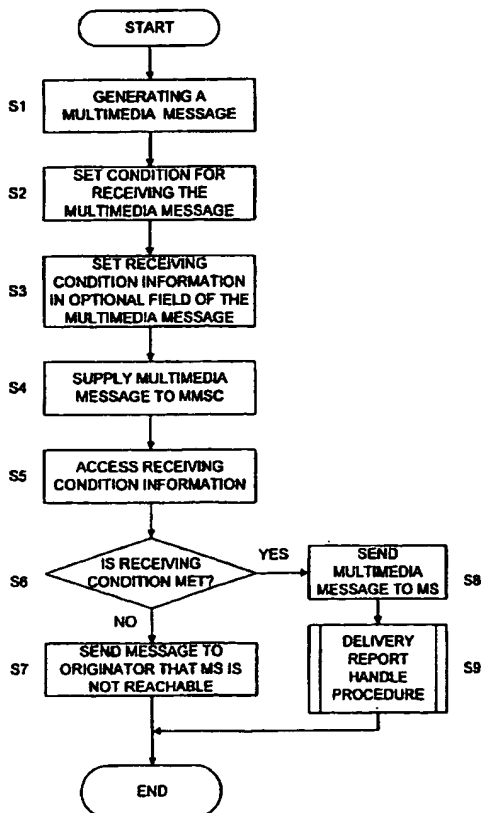 START
S1
GENERATING A
MULTIMEDIA MESSAGE
S2
SET CONDITION FOR
RECEIVING THE
MULTIMEDIA MESSAGE
S3
SET RECEIVING
CONDITION INFORMATION
IN OPTIONAL FIELD OF THE
MULTIMEDIA MESSAGE
S4
SUPPLY MULTIMEDIA
MESSAGE TO MMSC
S5
ACCESS RECEIVING
CONDITION INFORMATION
S6
IS RECEIVING
CONDITION MET?
YES
SEND
MULTIMEDIA
MESSAGE TO MS
S8
NO
S7
SEND MESSAGE TO
ORIGINATOR THAT MS IS
NOT REACHABLE
DELIVERY
REPORT
HANDLE
PROCEDURE
S9
END